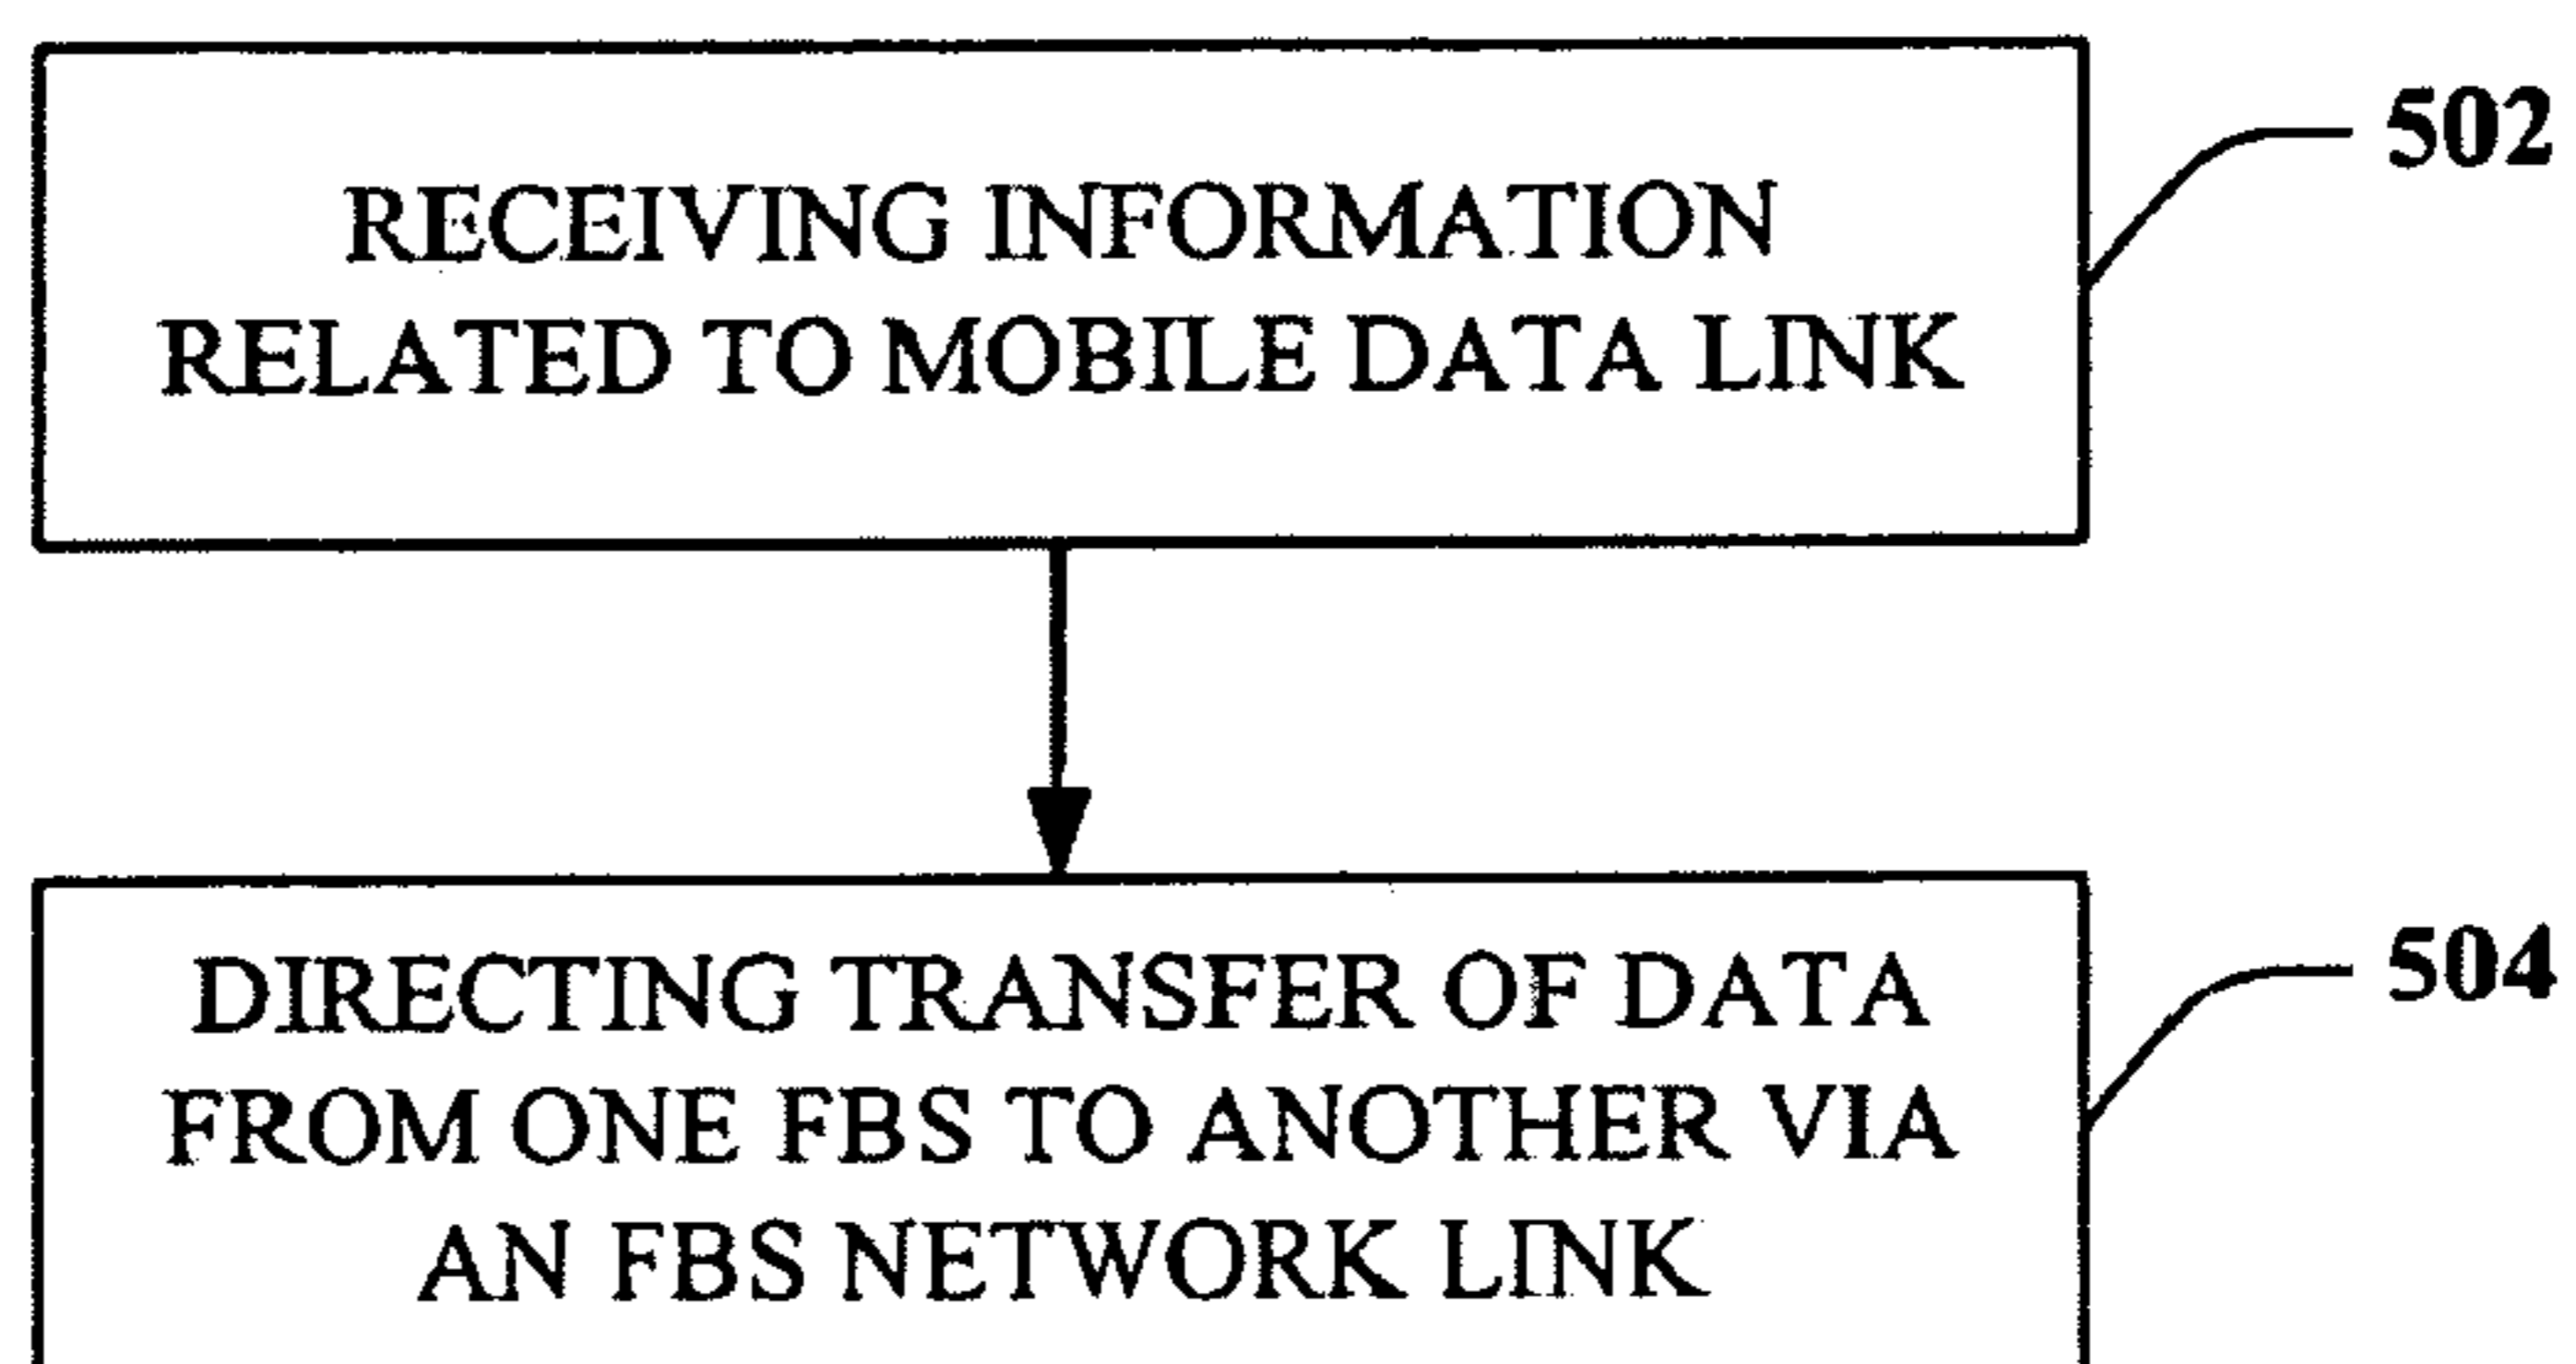 RECEIVING INFORMATION
RELATED TO MOBILE DATA LINK
502
DIRECTING TRANSFER OF DATA
FROM ONE FBS TO ANOTHER VIA
AN FBS NETWORK LINK
504